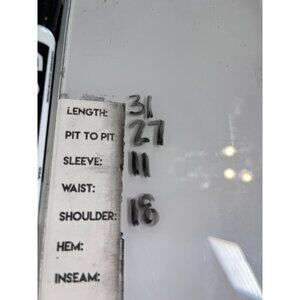 LENGTH: 31
PIT TO PIT: 27
SLEEVE: 11
WAIST:
SHOULDER: 18
HEM:
INSEAM: